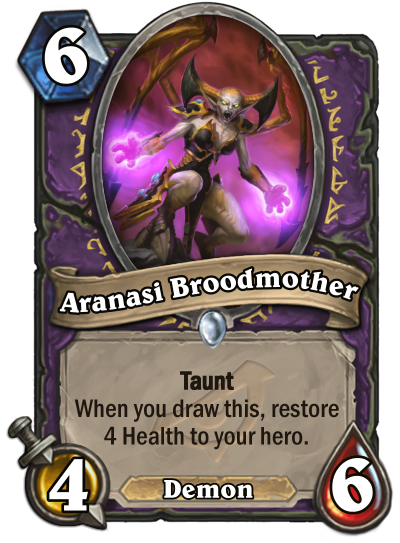 6
Aranasi Broodmother
Taunt
When you draw this, restore
4 Health to your hero.
4
Demon
6